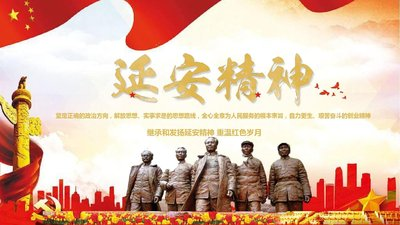 延安精神
坚定正确的政治方向，解放思想、实事求是的思想路线，全心全意为人民服务的根本宗旨，自力更生、艰苦奋斗的创业精神
继承和发扬延安精神 重温红色岁月